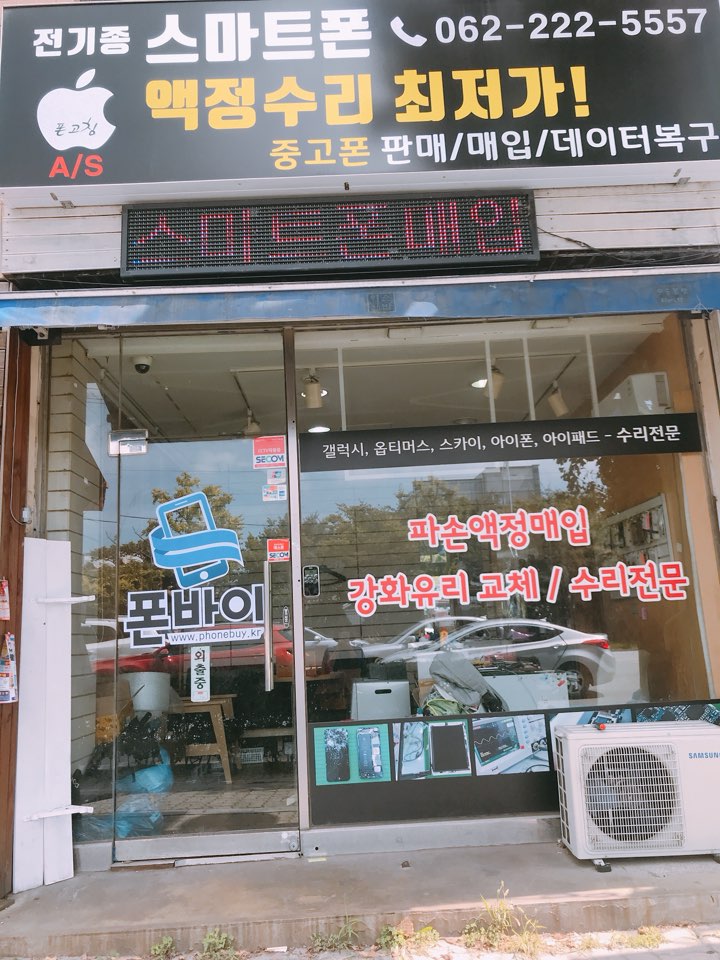 전기종 스마트폰 062-222-5557
액정수리 최저가!
폰고침
A/S
중고폰 판매/매입/데이터복구
스마트폰매입
갤럭시, 옵티머스, 스카이, 아이폰, 아이패드 - 수리전문
SECOM
파손액정매입
SECOM
강화유리 교체 / 수리전문
폰바이
www.phonebuy.kr
외출중
SAMSUNG